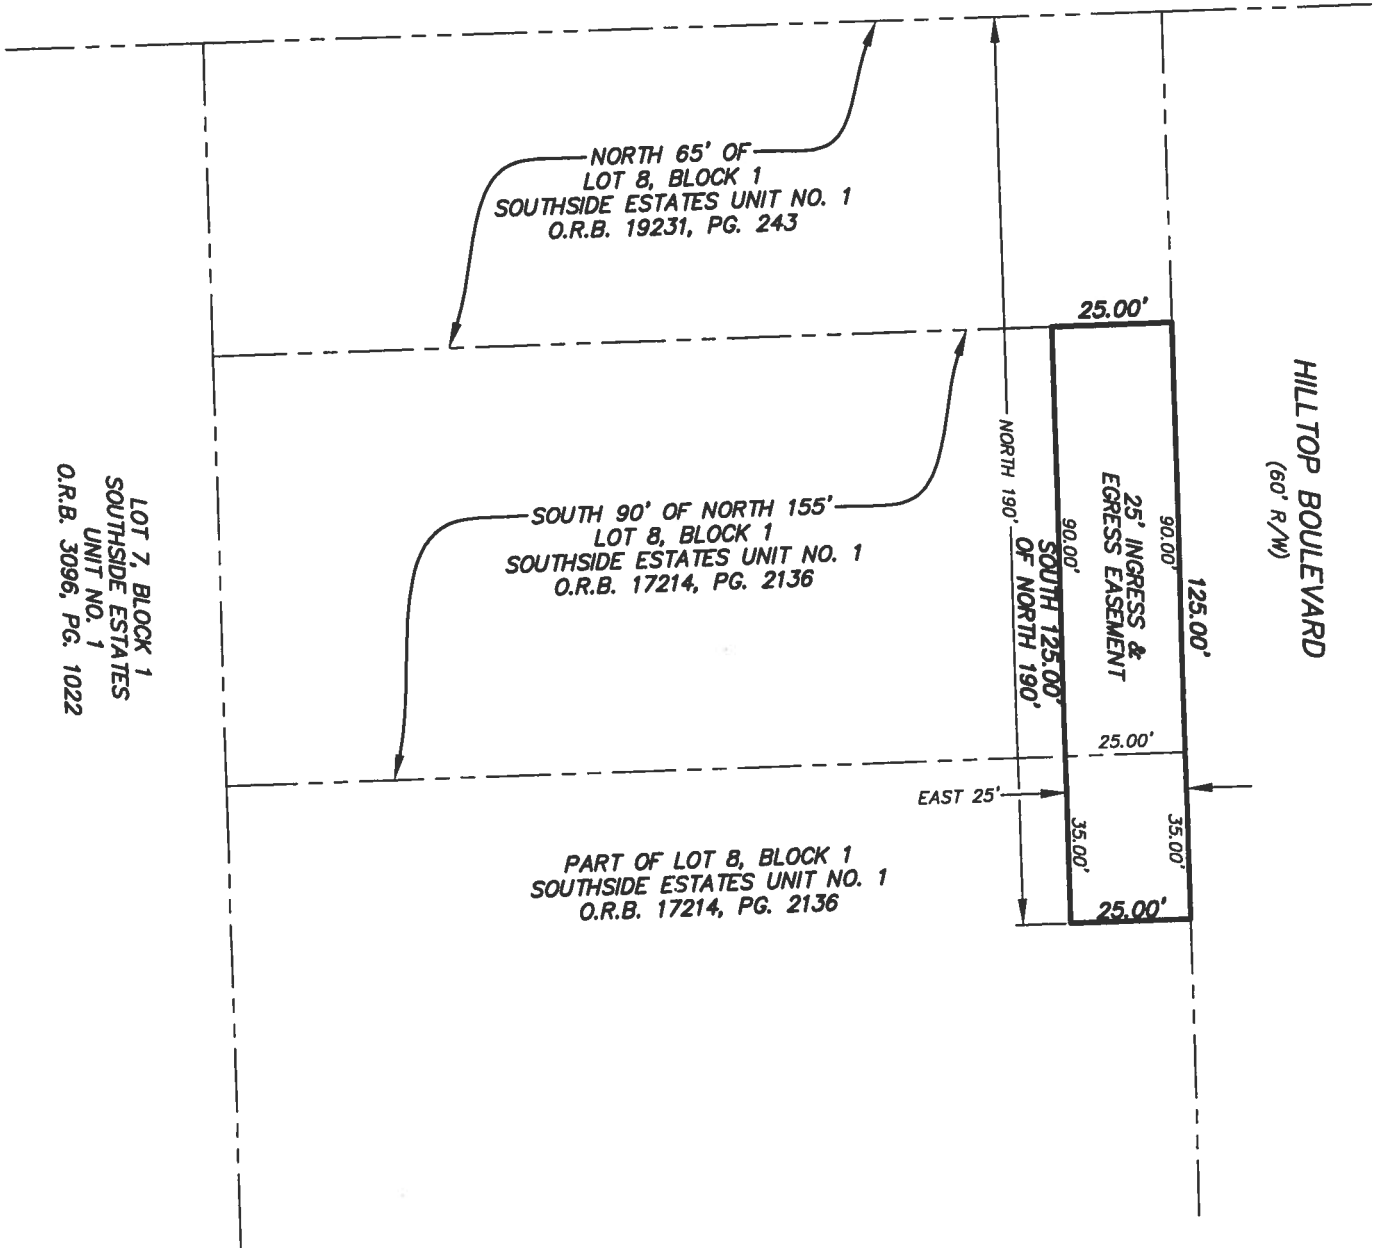 NORTH 65' OF
LOT 8, BLOCK 1
SOUTHSIDE ESTATES UNIT NO. 1
O.R.B. 19231, PG. 243
25.00'
HILLTOP BOULEVARD
(60' R/W)
NORTH 190'
SOUTH 125.00'
OF NORTH 190'
90.00'
25' INGRESS &
EGRESS EASEMENT
90.00'
125.00'
SOUTH 90' OF NORTH 155'
LOT 8, BLOCK 1
SOUTHSIDE ESTATES UNIT NO. 1
O.R.B. 17214, PG. 2136
LOT 7, BLOCK 1
SOUTHSIDE ESTATES
UNIT NO. 1
O.R.B. 3096, PG. 1022
25.00'
EAST 25'
35.00'
35.00'
25.00'
PART OF LOT 8, BLOCK 1
SOUTHSIDE ESTATES UNIT NO. 1
O.R.B. 17214, PG. 2136